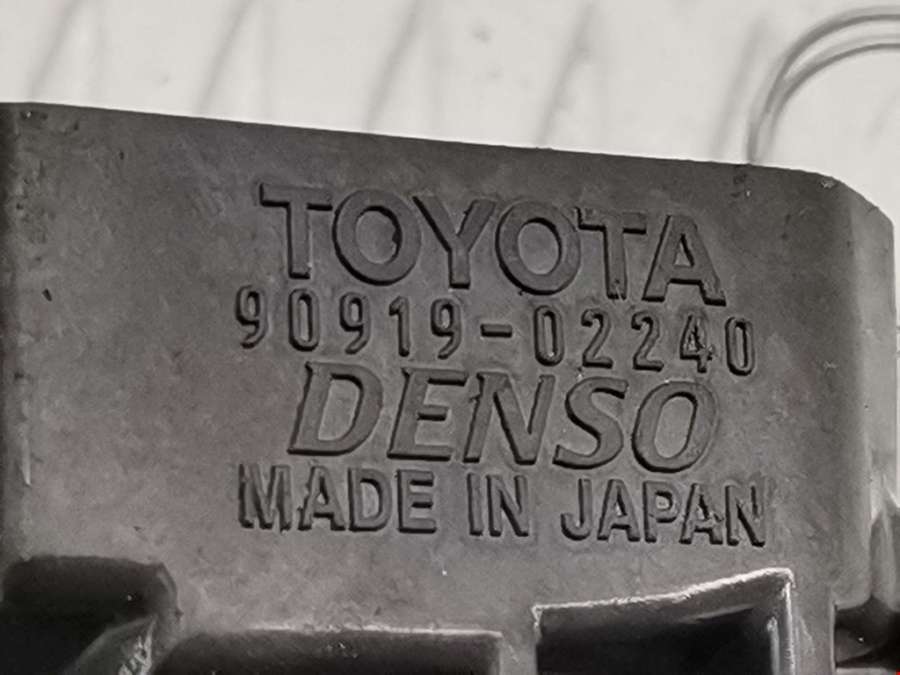 TOYOTA
90919-02240
DENSO
MADE IN JAPAN